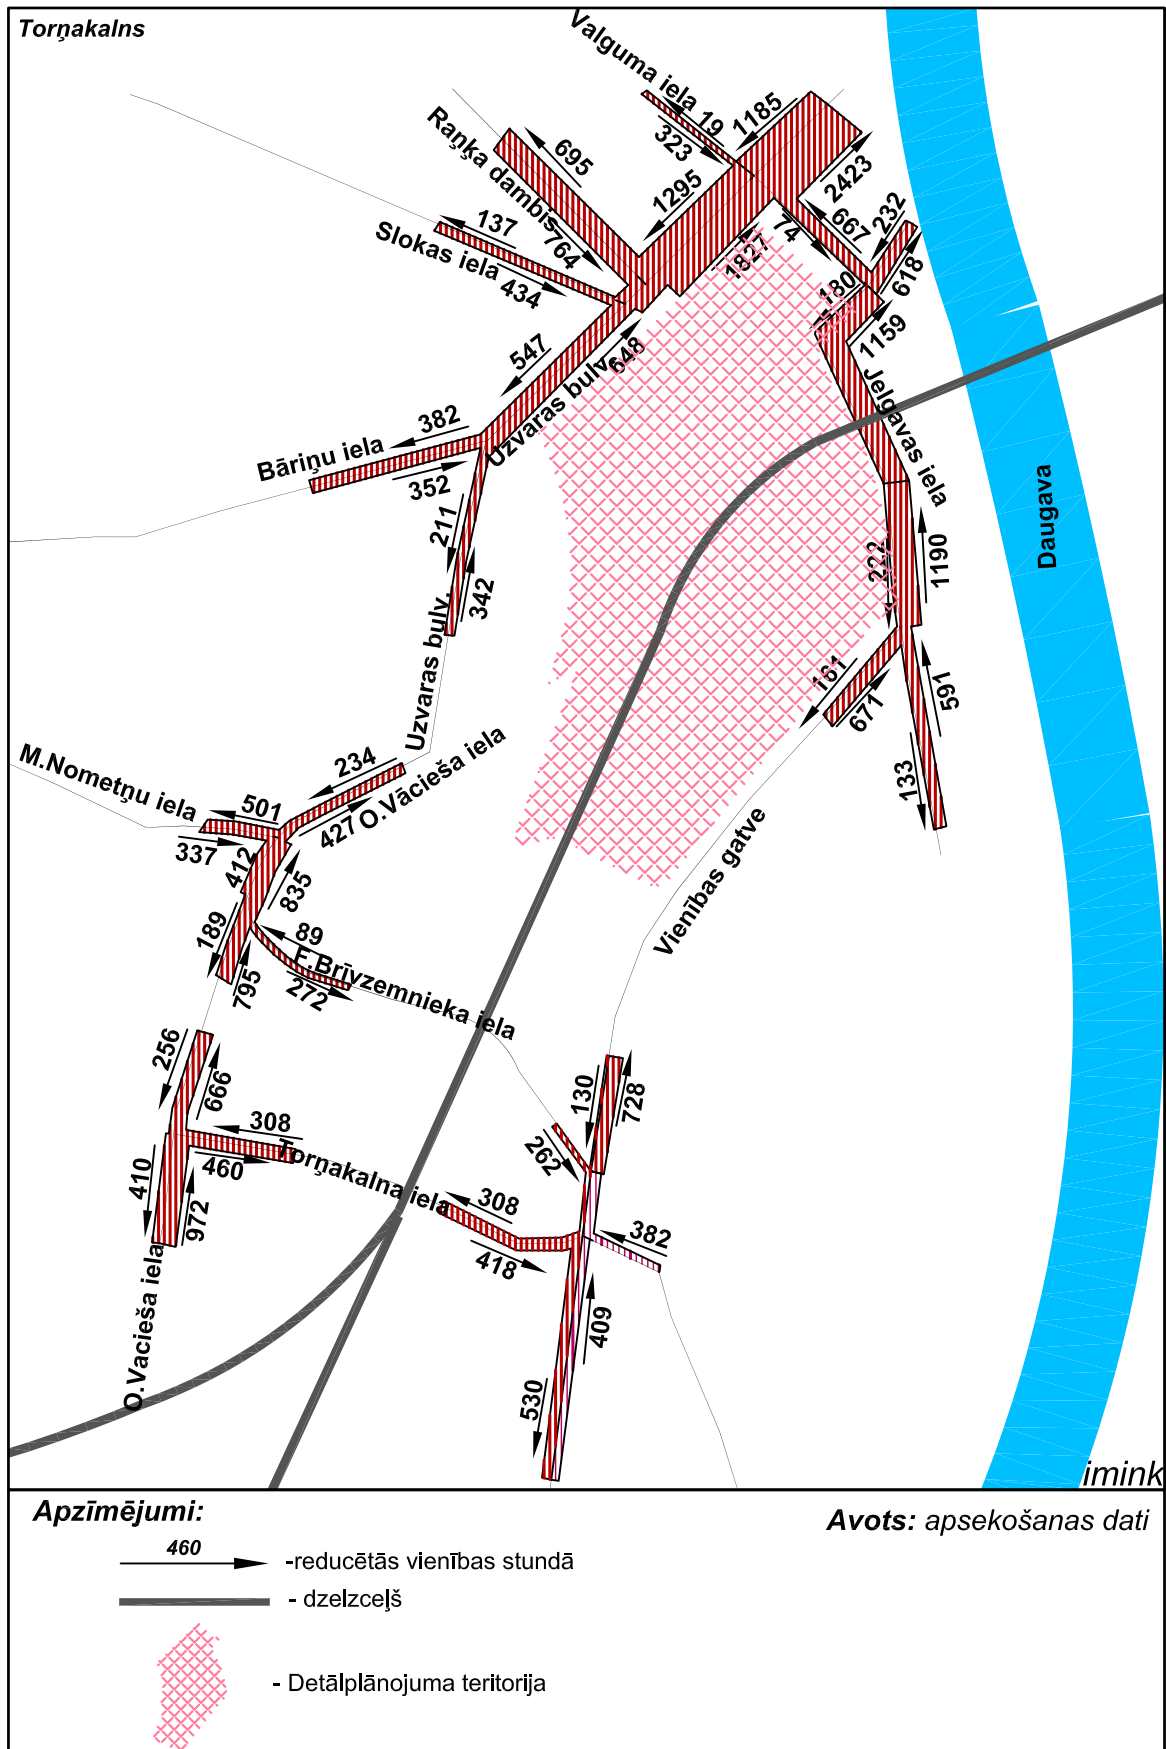 Torņakalns
Valguma iela
19
323
1185
2423
Raņķa dambis
695
764
1295
1827
Slokas iela
137
434
74
667
232
618
180
1159
547
648
Uzvaras bulv.
Bāriņu iela
382
352
Jelgavas iela
Daugava
211
342
Uzvaras bulv.
222
1190
161
671
591
133
M.Nometņu iela
501
337
234
427
O.Vācieša iela
412
835
189
795
89
F.Brīvzemnieka iela
272
Vienības gatve
256
666
308
460
Torņakalna iela
410
972
O.Vacieša iela
130
728
262
308
418
382
409
530
imink
Apzīmējumi:
Avots: apsekošanas dati
460
-reducētās vienības stundā
- dzelzceļš
- Detālplānojuma teritorija